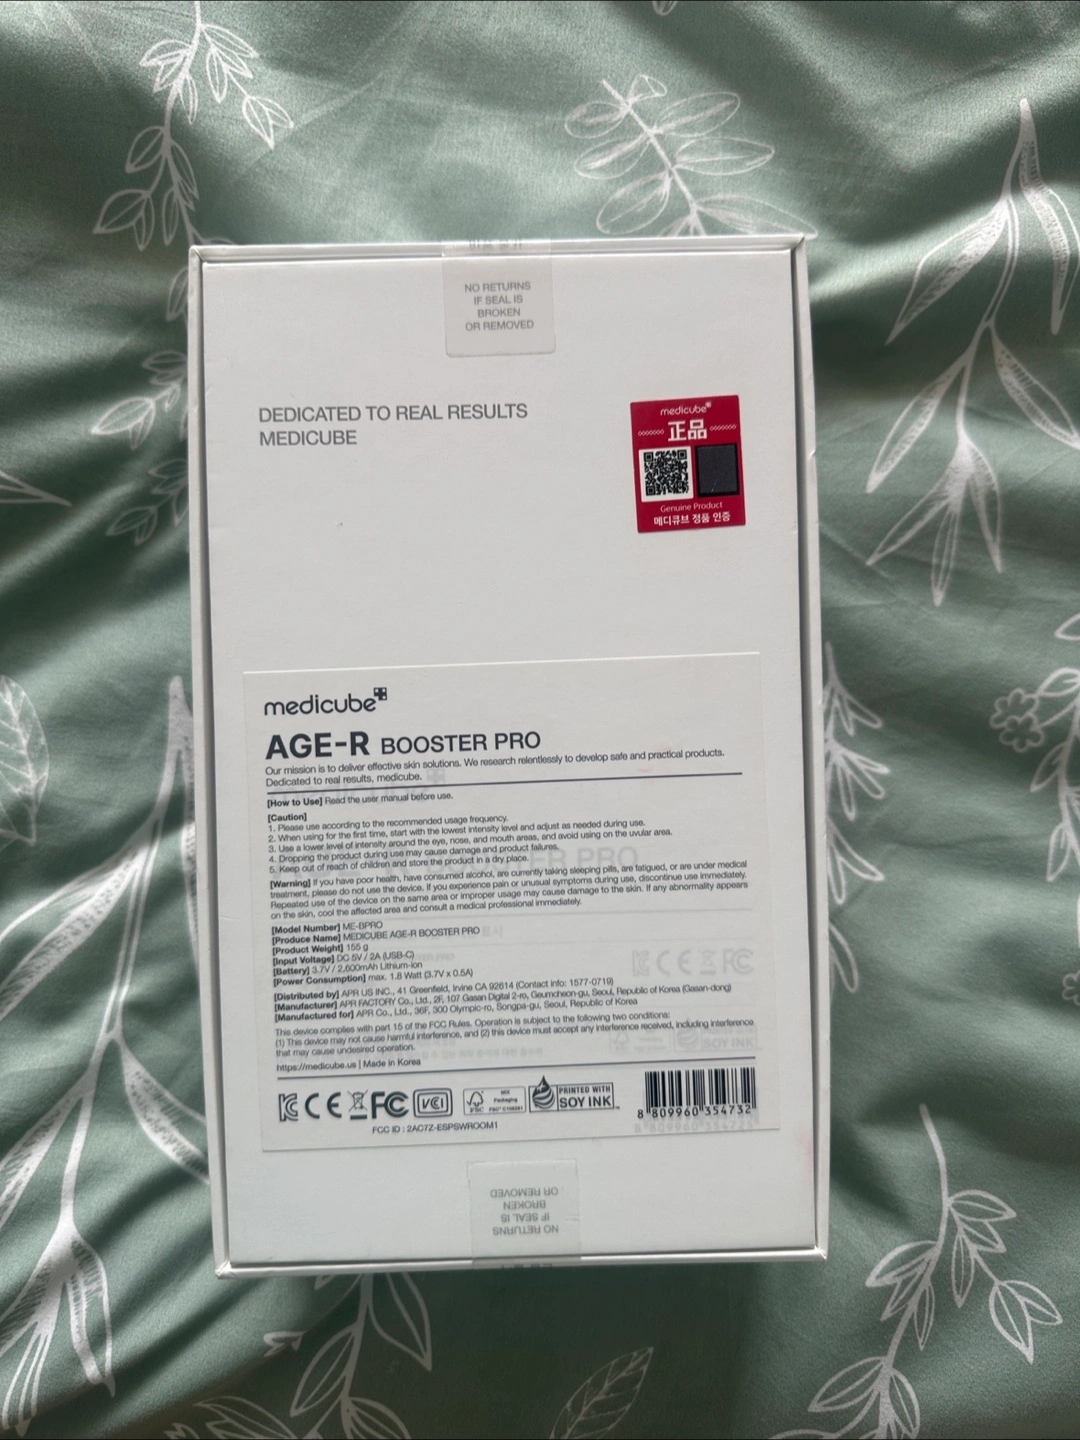 NO RETURNS
IF SEAL IS
BROKEN
OR REMOVED
DEDICATED TO REAL RESULTS
MEDICUBE
medicube
正品
Genuine Product
메디큐브 정품 인증
medicube
AGE-R BOOSTER PRO
Our mission is to deliver effective skin solutions. We research relentlessly to develop safe and practical products.
Dedicated to real results, medicube.
[How to Use] Read the user manual before use.
[Caution]
1. Please use according to the recommended usage frequency.
2. When using for the first time, start with the lowest intensity level and adjust as needed during use.
3. Use a lower level of intensity around the eye, nose, and mouth areas, and avoid using on the uvular area.
4. Dropping the product during use may cause damage and product failures.
5. Keep out of reach of children and store the product in a dry place.
[Warning] If you have poor health, have consumed alcohol, are currently taking sleeping pills, are fatigued, or are under medical
treatment, please do not use the device. If you experience pain or unusual symptoms during use, discontinue use immediately.
Repeated use of the device on the same area or improper usage may cause damage to the skin. If any abnormality appears
on the skin, cool the affected area and consult a medical professional immediately.
[Model Number] ME-BPRO
[Produce Name] MEDICUBE AGE-R BOOSTER PRO
[Product Weight] 155 g
[Input Voltage] DC 5V / 2A (USB-C)
[Battery] 3.7V / 2,600mAh Lithium-ion
[Power Consumption] max. 1.8 Watt (3.7V x 0.5A)
[Distributed by] APR US INC., 41 Greenfield, Irvine CA 92614 (Contact Info: 1577-0719)
[Manufacturer] APR FACTORY Co., Ltd., 2F, 107 Gasan Digital 2-ro, Geumcheon-gu, Seoul, Republic of Korea (Gasan-dong)
[Manufactured for] APR Co., Ltd., 36F, 300 Olympic-ro, Songpa-gu, Seoul, Republic of Korea
This device complies with part 15 of the FCC Rules. Operation is subject to the following two conditions:
(1) This device may not cause harmful interference, and (2) this device must accept any interference received, including interference
that may cause undesired operation.
https://medicube.us | Made in Korea
CE FC VCI FSC MIX Packaging PRINTED WITH SOY INK
FCC ID : 2AC7Z-ESPSWROOM1
8 809960 354732
NO RETURNS
IF SEAL IS
BROKEN
OR REMOVED